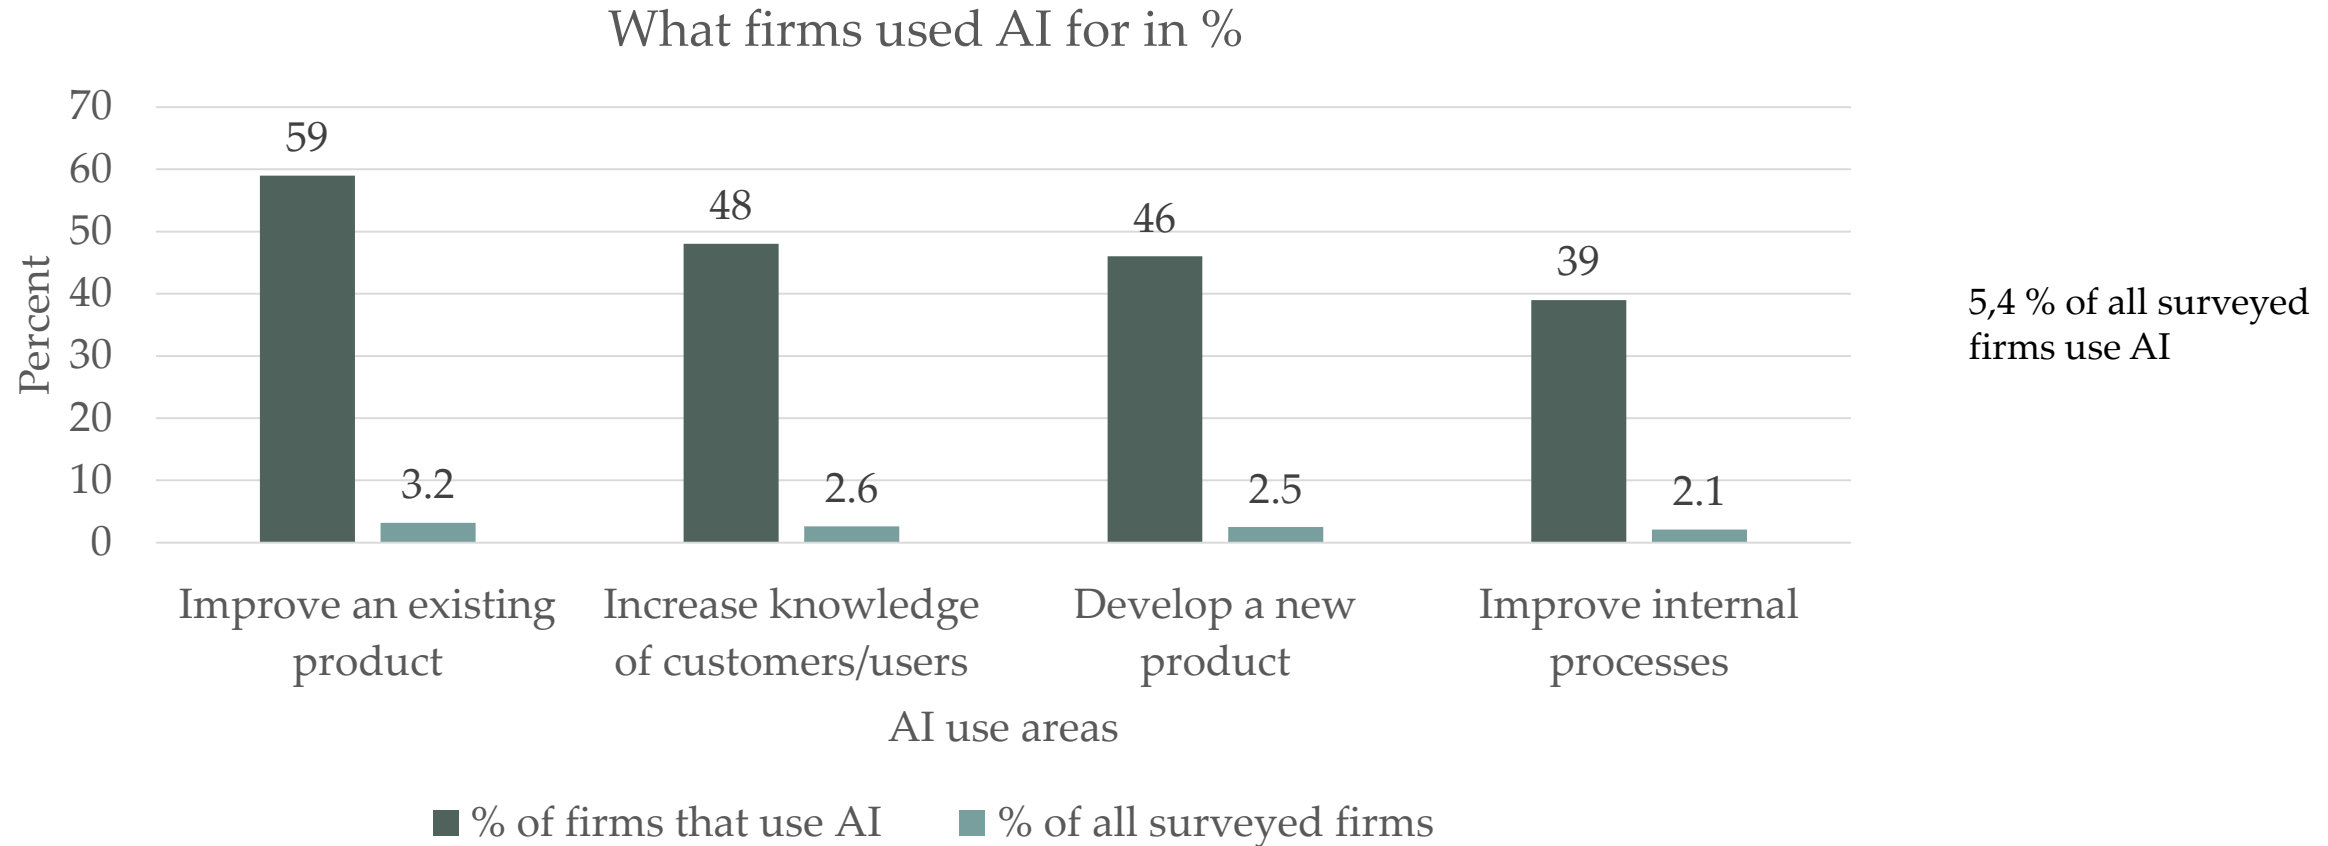 What firms used AI for in %
70
60
50
40
30
20
10
0
Percent
59
3.2
48
2.6
46
2.5
39
2.1
Improve an existing
product
Increase knowledge
of customers/users
Develop a new
product
Improve internal
processes
AI use areas
% of firms that use AI
% of all surveyed firms
5,4 % of all surveyed
firms use AI